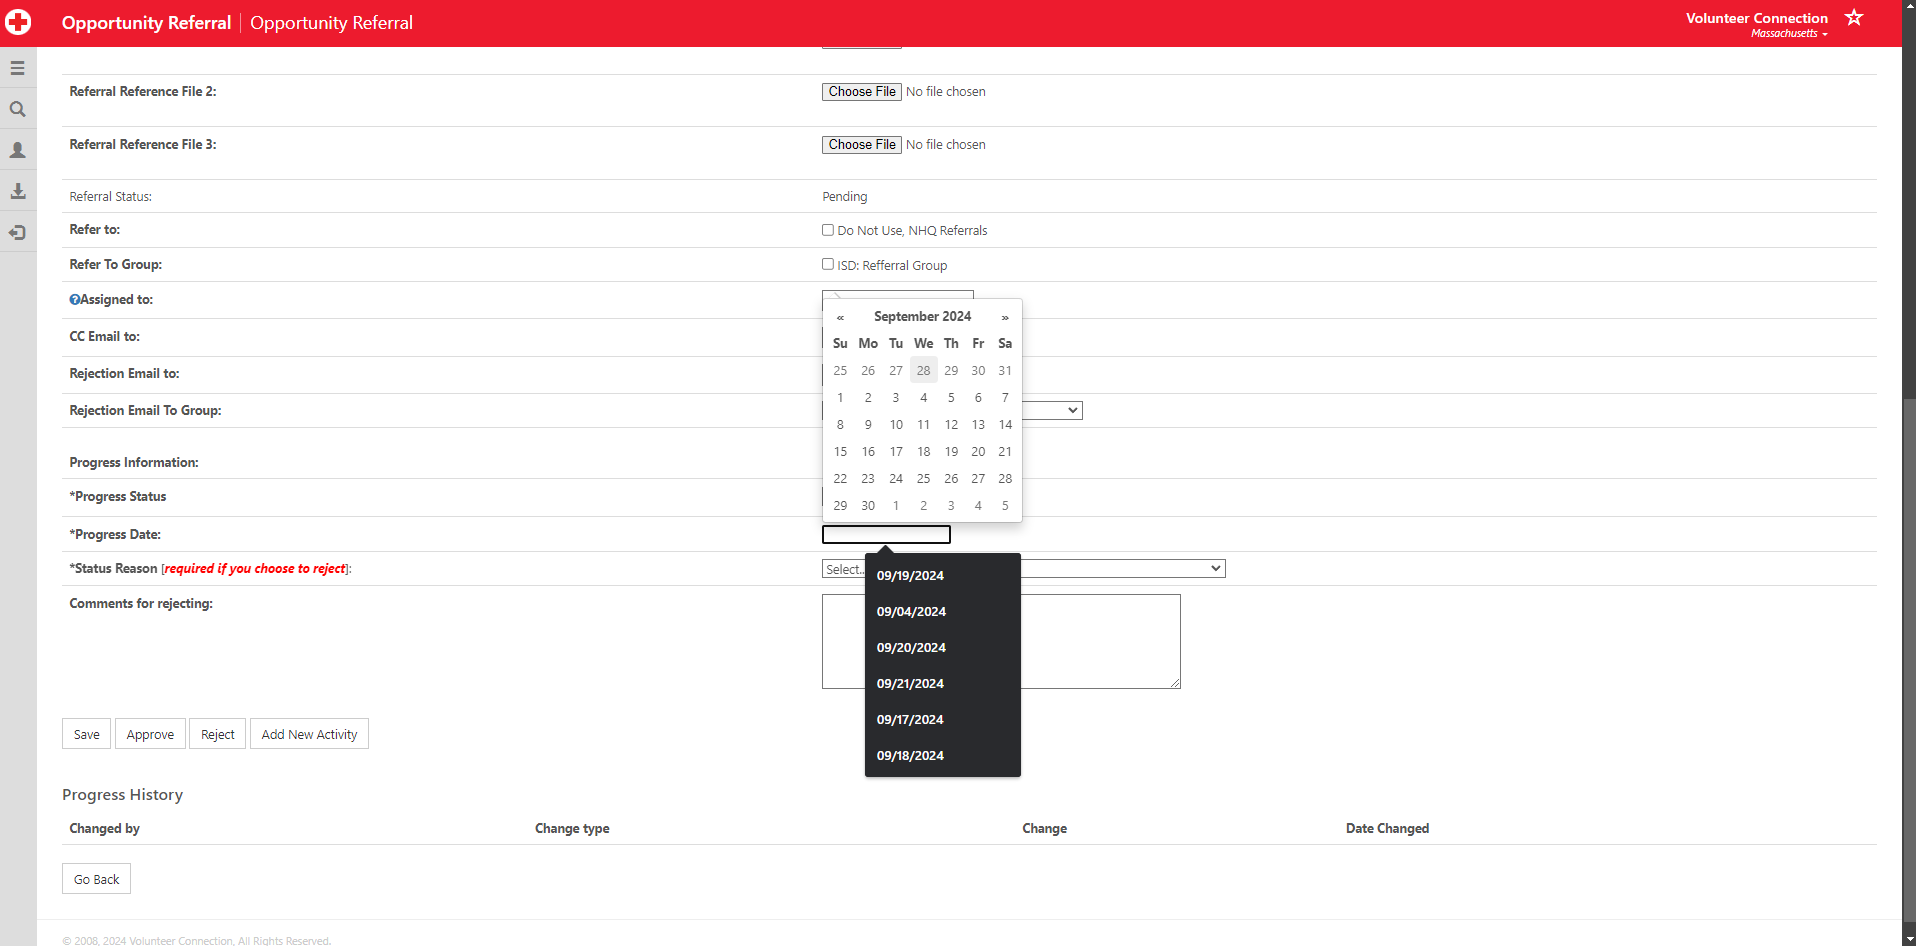 Opportunity Referral | Opportunity Referral
Volunteer Connection
Massachusetts
Referral Reference File 2:
Choose File No file chosen
Referral Reference File 3:
Choose File No file chosen
Referral Status:
Pending
Refer to:
Do Not Use, NHQ Referrals
Refer To Group:
ISD: Refferral Group
Assigned to:
CC Email to:
Rejection Email to:
Rejection Email To Group:
« September 2024 »
Su Mo Tu We Th Fr Sa
25 26 27 28 29 30 31
1 2 3 4 5 6 7
8 9 10 11 12 13 14
15 16 17 18 19 20 21
22 23 24 25 26 27 28
29 30 1 2 3 4 5
Progress Information:
*Progress Status
*Progress Date:
*Status Reason [required if you choose to reject]:
Select..
09/19/2024
09/04/2024
09/20/2024
09/21/2024
09/17/2024
09/18/2024
Comments for rejecting:
Save Approve Reject Add New Activity
Progress History
Changed by Change type Change Date Changed
Go Back
© 2008, 2024 Volunteer Connection, All Rights Reserved.